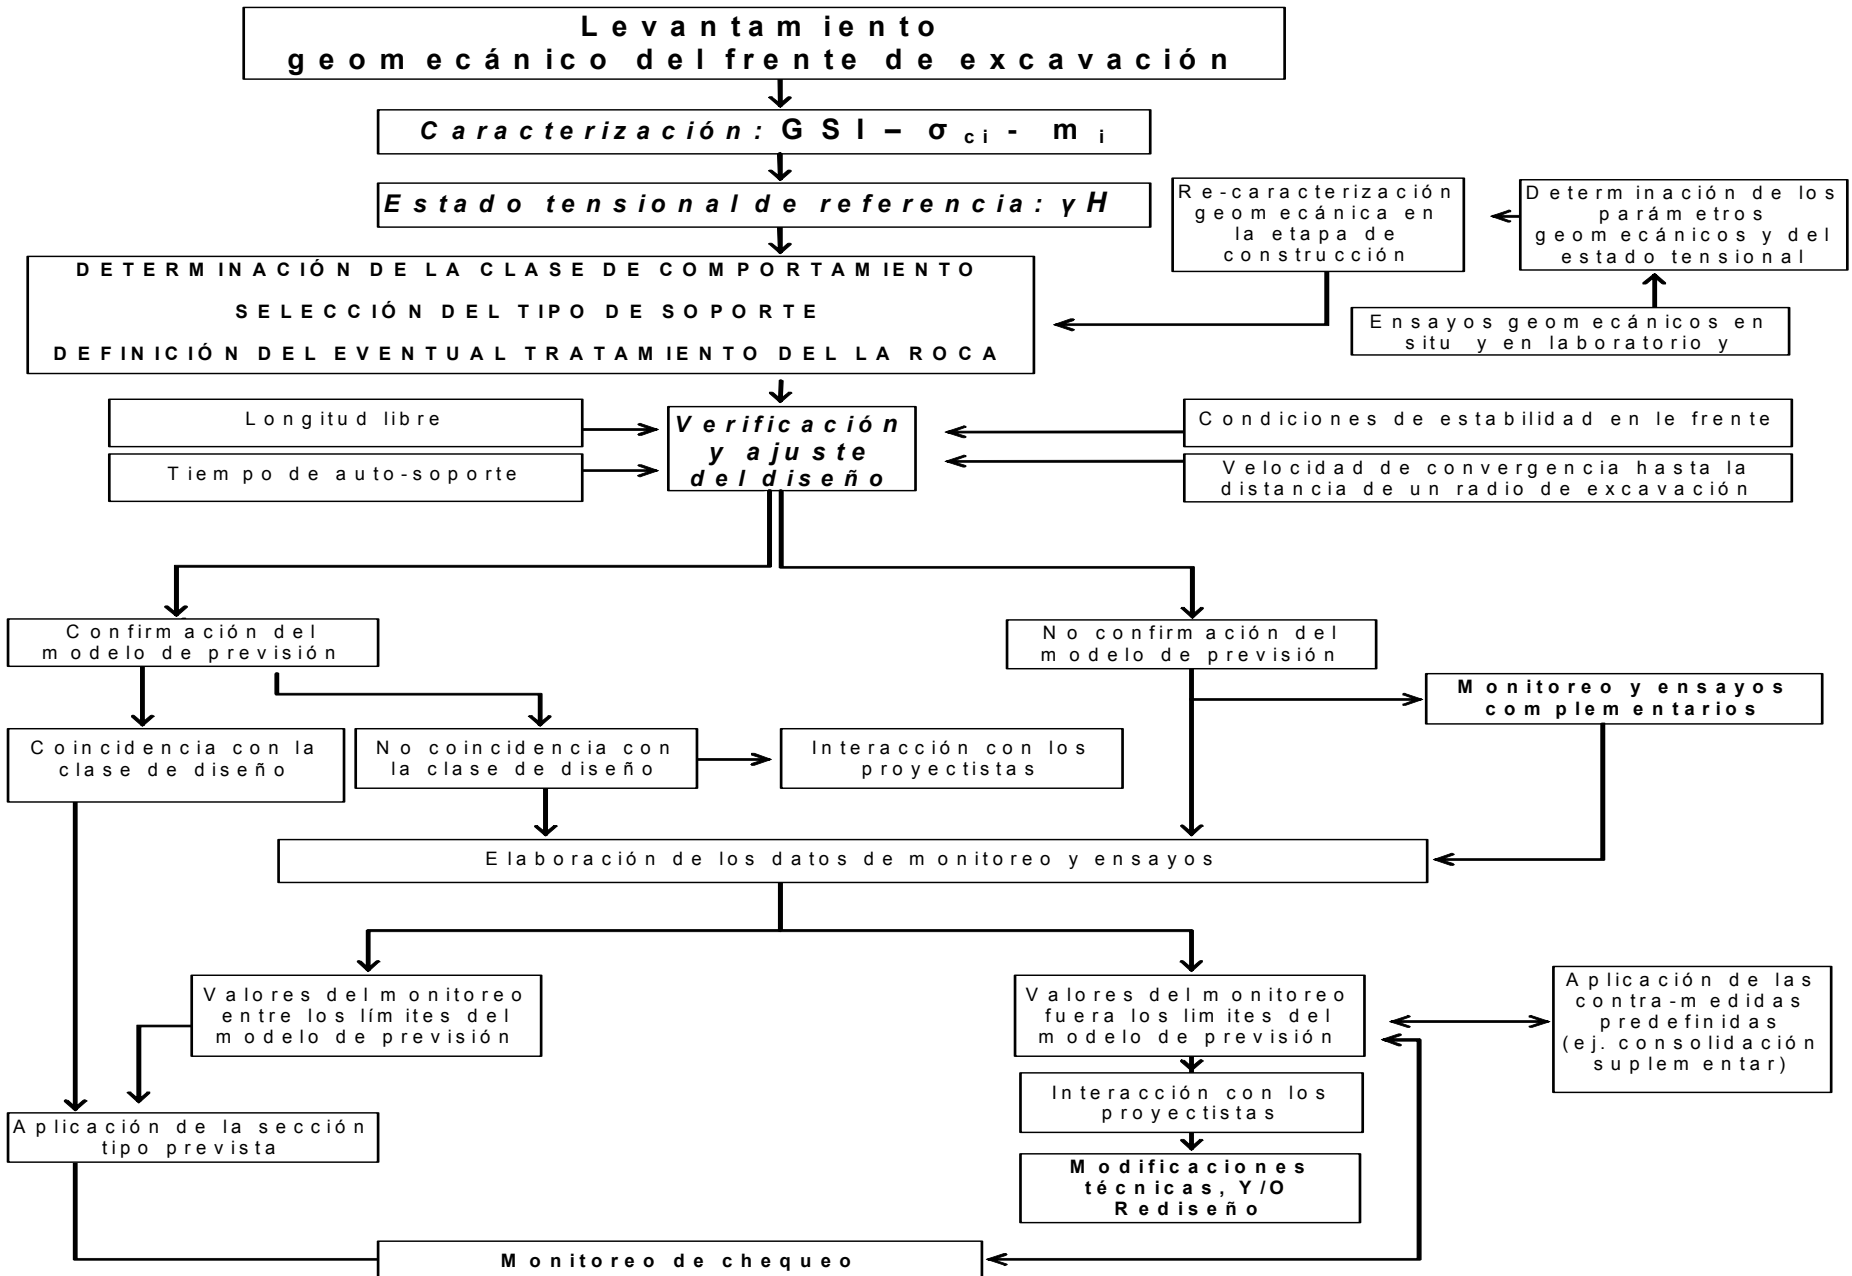 Levantamiento
geomecánico del frente de excavación
Caracterización: GSI – σci - mi
Estado tensional de referencia: γH
Re-caracterización
geomecánica en
la etapa de
construcción
Determinación de los
parámetros
geomecánicos y del
estado tensional
DETERMINACIÓN DE LA CLASE DE COMPORTAMIENTO
SELECCIÓN DEL TIPO DE SOPORTE
DEFINICIÓN DEL EVENTUAL TRATAMIENTO DEL LA ROCA
Ensayos geomecánicos en
situ y en laboratorio y
Longitud libre
Tiempo de auto-soporte
Verificación
y ajuste
del diseño
Condiciones de estabilidad en le frente
Velocidad de convergencia hasta la
distancia de un radio de excavación
Confirmación del
modelo de previsión
No confirmación del
modelo de previsión
Monitoreo y ensayos
complementarios
Coincidencia con la
clase de diseño
No coincidencia con
la clase de diseño
Interacción con los
proyectistas
Elaboración de los datos de monitoreo y ensayos
Valores del monitoreo
entre los límites del
modelo de previsión
Valores del monitoreo
fuera los limites del
modelo de previsión
Aplicación de las
contra-medidas
predefinidas
(ej. consolidación
suplementar)
Interacción con los
proyectistas
Aplicación de la sección
tipo prevista
Modificaciones
técnicas, Y/O
Rediseño
Monitoreo de chequeo